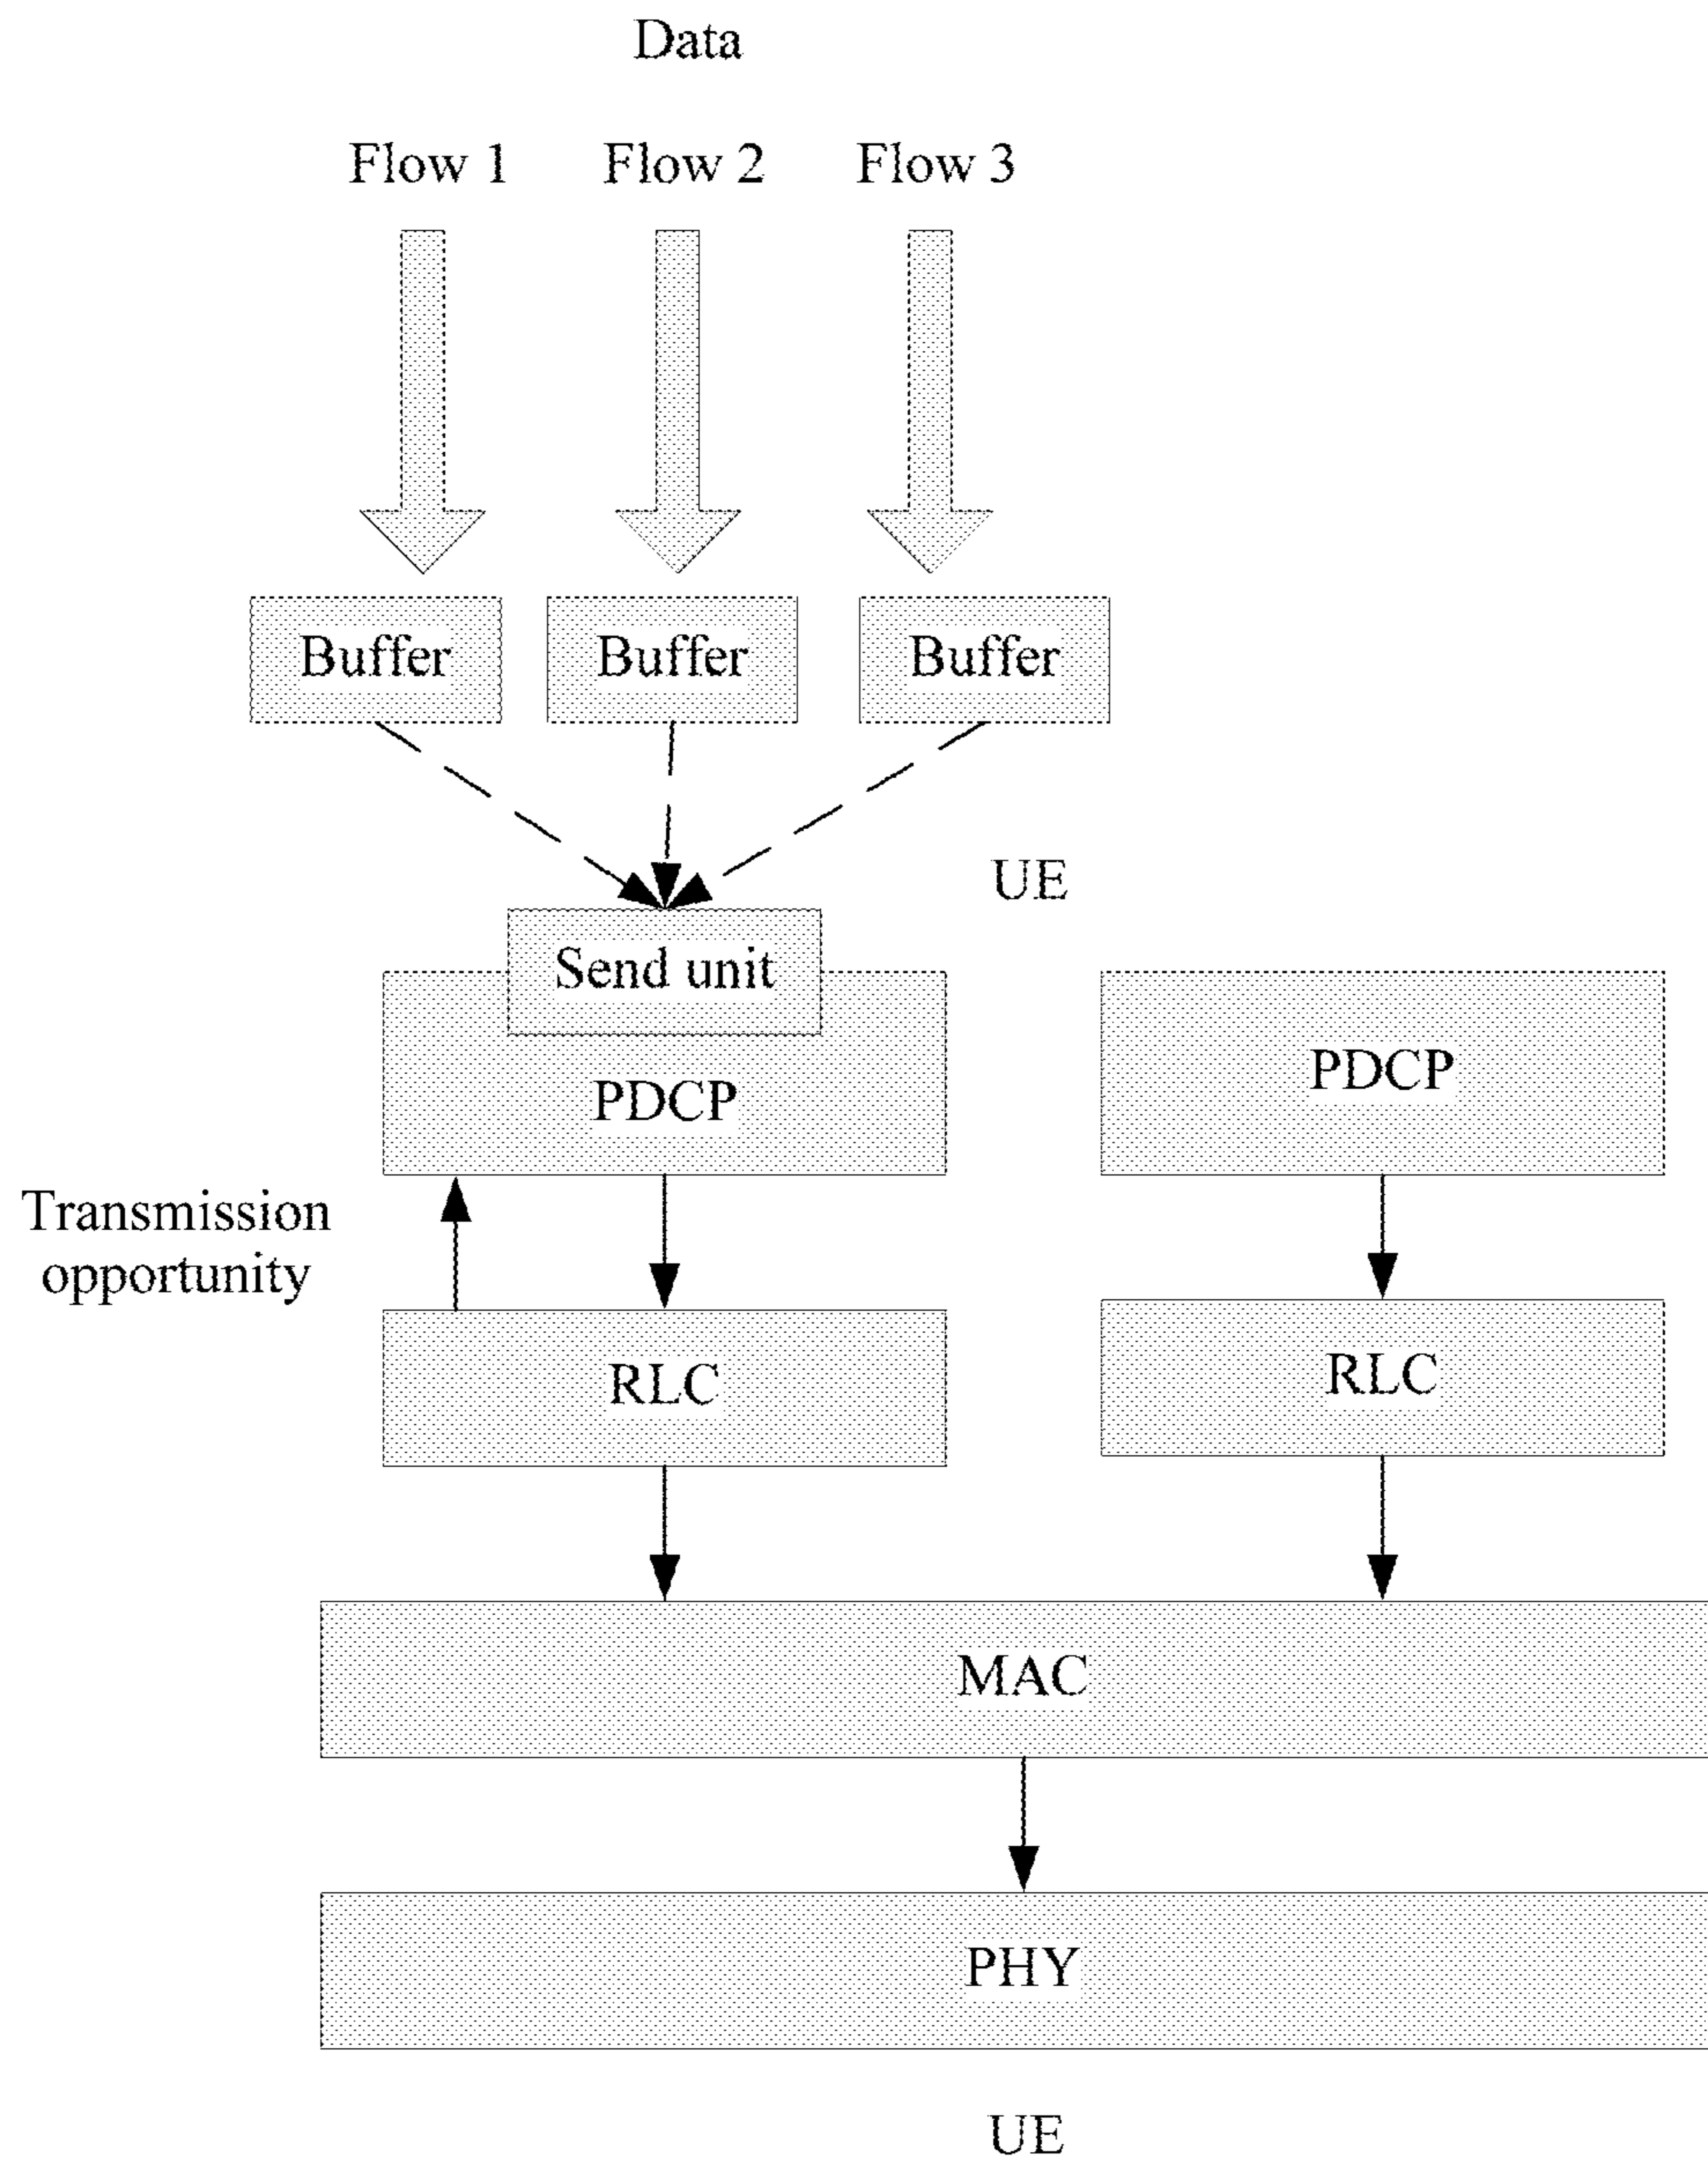 Data
Flow 1
Flow 2
Flow 3
Buffer
Buffer
Buffer
UE
Send unit
PDCP
PDCP
Transmission
opportunity
RLC
RLC
MAC
PHY
UE